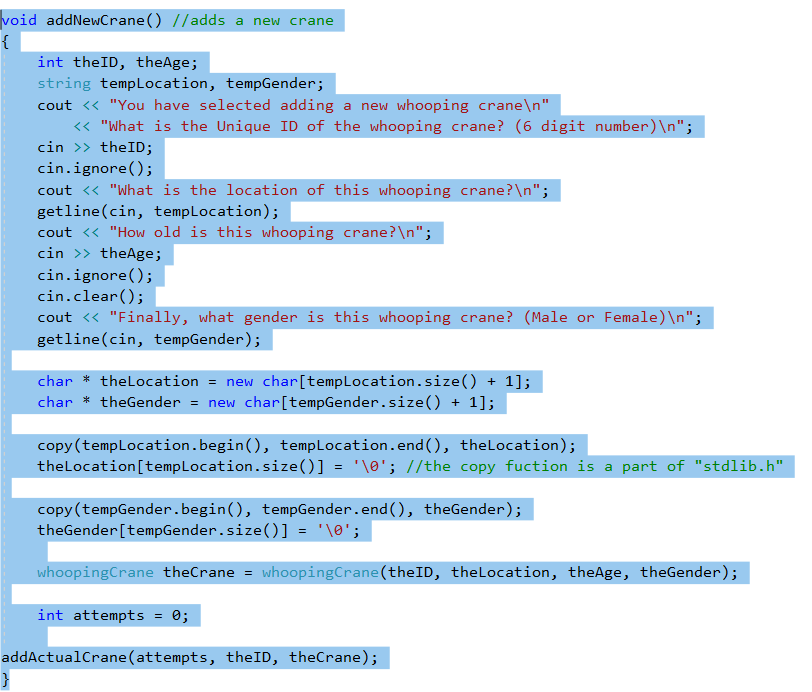 void addNewCrane() //adds a new crane
{
int theID, theAge;
string tempLocation, tempGender;
cout << "You have selected adding a new whooping crane\n"
<< "What is the Unique ID of the whooping crane? (6 digit number)\n";
cin >> theID;
cin.ignore();
cout << "What is the location of this whooping crane?\n";
getline(cin, tempLocation);
cout << "How old is this whooping crane?\n";
cin >> theAge;
cin.ignore();
cin.clear();
cout << "Finally, what gender is this whooping crane? (Male or Female)\n";
getline(cin, tempGender);
char * theLocation = new char[tempLocation.size() + 1];
char * theGender = new char[tempGender.size() + 1];
copy(tempLocation.begin(), tempLocation.end(), theLocation);
theLocation[tempLocation.size()] = '\0'; //the copy fuction is a part of "stdlib.h"
copy(tempGender.begin(), tempGender.end(), theGender);
theGender[tempGender.size()] = '\0';
whoopingCrane theCrane = whoopingCrane(theID, theLocation, theAge, theGender);
int attempts = 0;
addActualCrane(attempts, theID, theCrane);
}